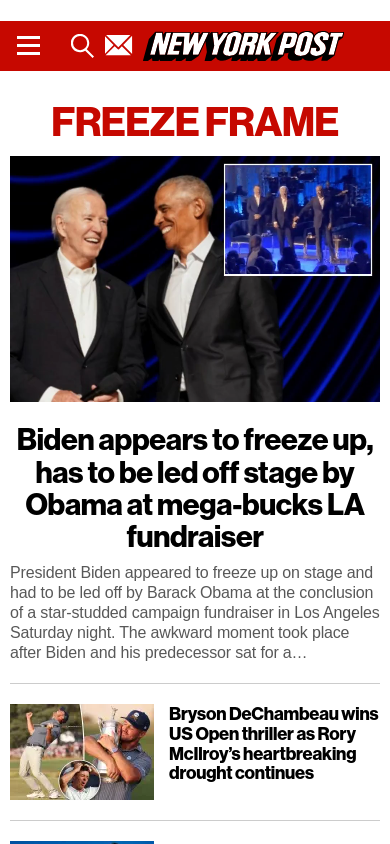 NEW YORK POST
FREEZE FRAME
Biden appears to freeze up,
has to be led off stage by
Obama at mega-bucks LA
fundraiser
President Biden appeared to freeze up on stage and
had to be led off by Barack Obama at the conclusion
of a star-studded campaign fundraiser in Los Angeles
Saturday night. The awkward moment took place
after Biden and his predecessor sat for a…
Bryson DeChambeau wins
US Open thriller as Rory
McIlroy’s heartbreaking
drought continues